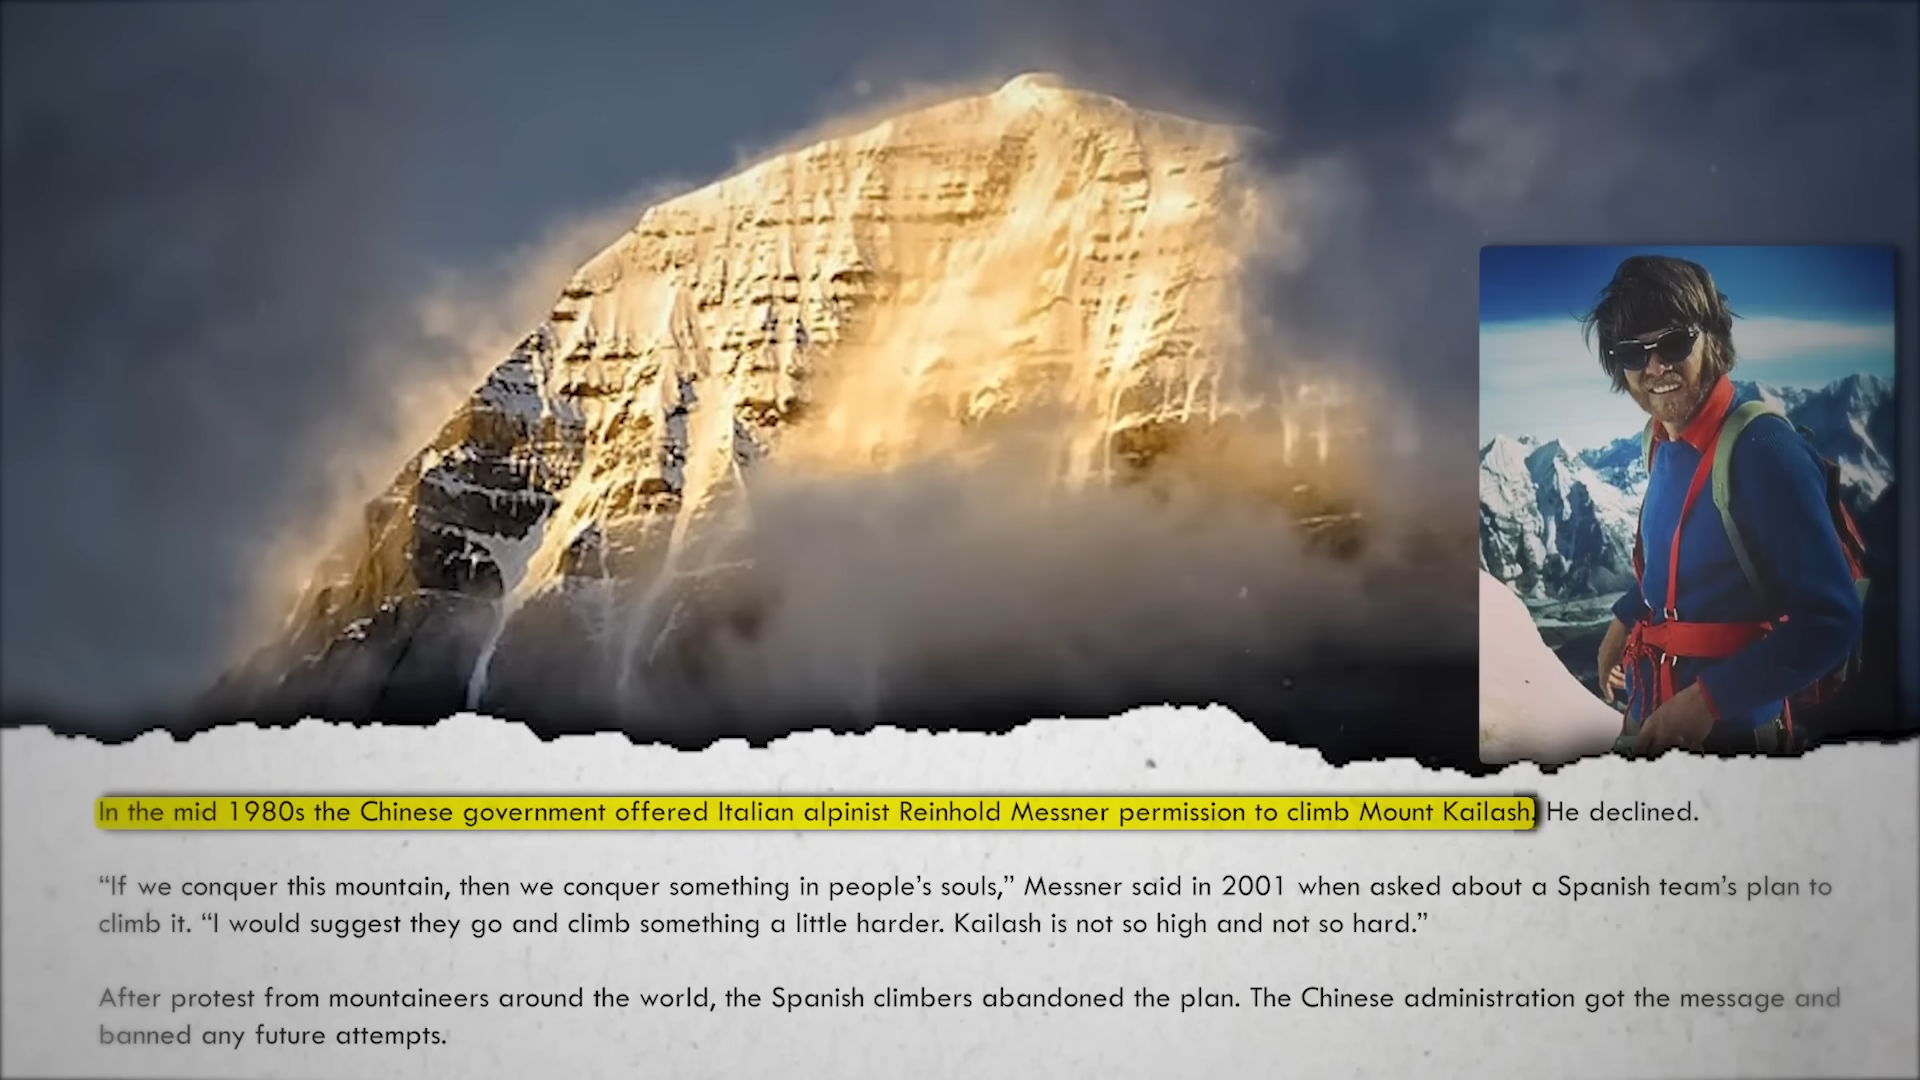 In the mid 1980s the Chinese government offered Italian alpinist Reinhold Messner permission to climb Mount Kailash. He declined.
“If we conquer this mountain, then we conquer something in people’s souls,” Messner said in 2001 when asked about a Spanish team’s plan to
climb it. “I would suggest they go and climb something a little harder. Kailash is not so high and not so hard.”
After protest from mountaineers around the world, the Spanish climbers abandoned the plan. The Chinese administration got the message and
banned any future attempts.